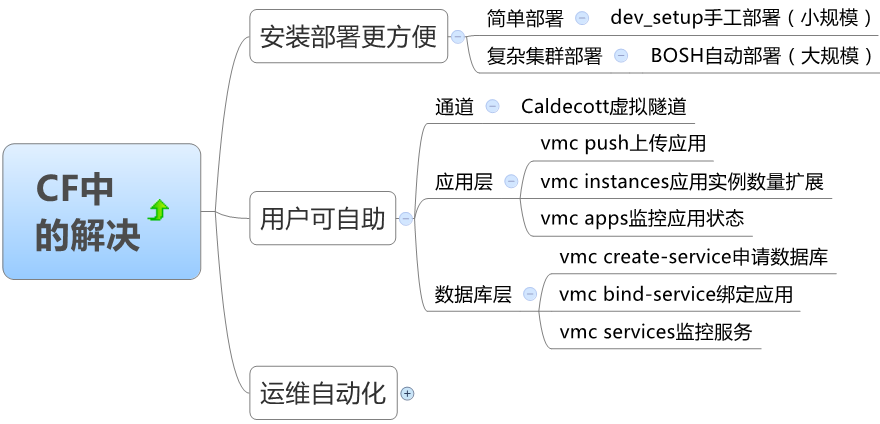 CF中
的解决
安装部署更方便
简单部署
dev_setup手工部署（小规模）
复杂集群部署
BOSH自动部署（大规模）
用户可自助
通道
Caldecott虚拟隧道
应用层
vmc push上传应用
vmc instances应用实例数量扩展
vmc apps监控应用状态
数据库层
vmc create-service申请数据库
vmc bind-service绑定应用
vmc services监控服务
运维自动化